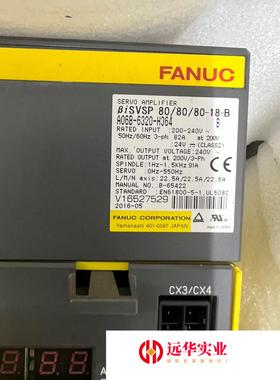 FANUC
SERVO AMPLIFIER
βiSVSP 80/80/80-18-B
A06B-6320-H364 B
RATED INPUT: 200-240V~
50Hz/60Hz 3-ph 82A at 200V
24V ⎓ (CLASS2)
MAX. OUTPUT VOLTAGE: 240V~
RATED OUTPUT at 200V/3-Ph
SPINDLE: 1Hz-1.5kHz 91A
SERVO: 0Hz-550Hz
L/M/N axis: 22.5A/22.5A/22.5A
MANUAL NO.: B-65422
STANDARD: EN61800-5-1,UL508C
V16527529
2016-05
FANUC CORPORATION
Yamanashi 401-0597 JAPAN
CX3/CX4
A
远华实业